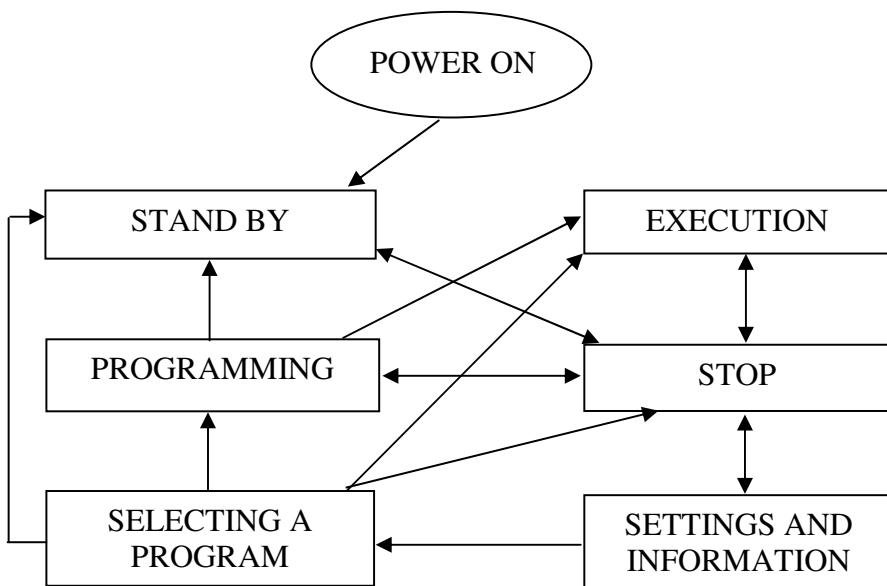 POWER ON
STAND BY
EXECUTION
PROGRAMMING
STOP
SELECTING A
PROGRAM
SETTINGS AND
INFORMATION